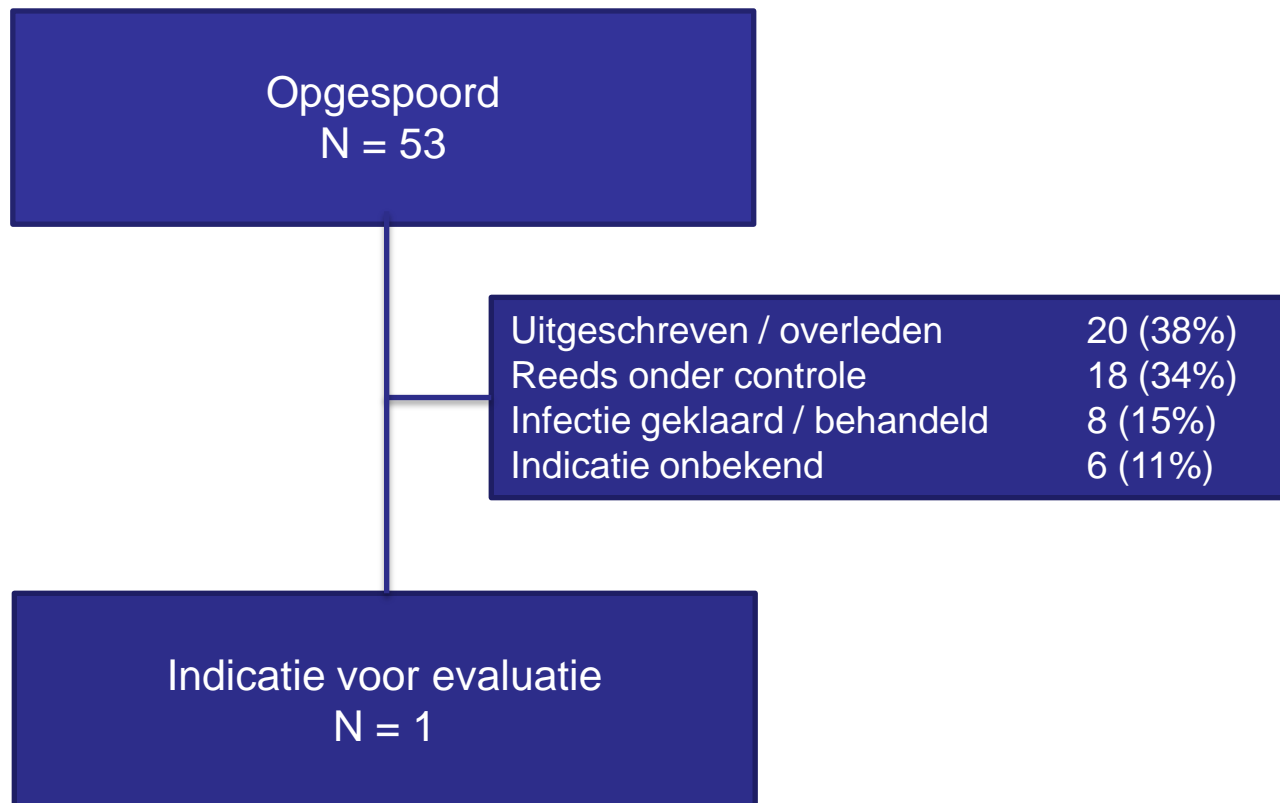 Opgespoord
N = 53
Uitgeschreven / overleden 20 (38%)
Reeds onder controle 18 (34%)
Infectie geklaard / behandeld 8 (15%)
Indicatie onbekend 6 (11%)
Indicatie voor evaluatie
N = 1